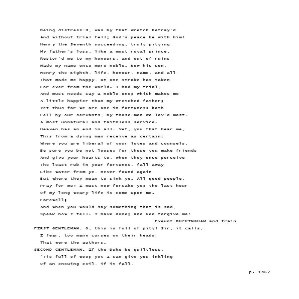 Being distress'd, was by that wretch betray'd
And without trial fell; God's peace be with him!
Henry the Seventh succeeding, truly pitying
My father's loss, like a most royal prince,
Restor'd me to my honours, and out of ruins
Made my name once more noble. Now his son,
Henry the Eighth, life, honour, name, and all
That made me happy, at one stroke has taken
For ever from the world. I had my trial,
And must needs say a noble one; which makes me
A little happier than my wretched father;
Yet thus far we are one in fortunes: both
Fell by our servants, by those men we lov'd most-
A most unnatural and faithless service.
Heaven has an end in all. Yet, you that hear me,
This from a dying man receive as certain:
Where you are liberal of your loves and counsels,
Be sure you be not loose; for those you make friends
And give your hearts to, when they once perceive
The least rub in your fortunes, fall away
Like water from ye, never found again
But where they mean to sink ye. All good people,
Pray for me! I must now forsake ye; the last hour
Of my long weary life is come upon me.
Farewell;
And when you would say something that is sad,
Speak how I fell. I have done; and God forgive me!
Exeunt BUCKINGHAM and train
FIRST GENTLEMAN. O, this is full of pity! Sir, it calls,
I fear, too many curses on their heads
That were the authors.
SECOND GENTLEMAN. If the duke be guiltless,
'Tis full of woe; yet I can give you inkling
Of an ensuing evil, if it fall,